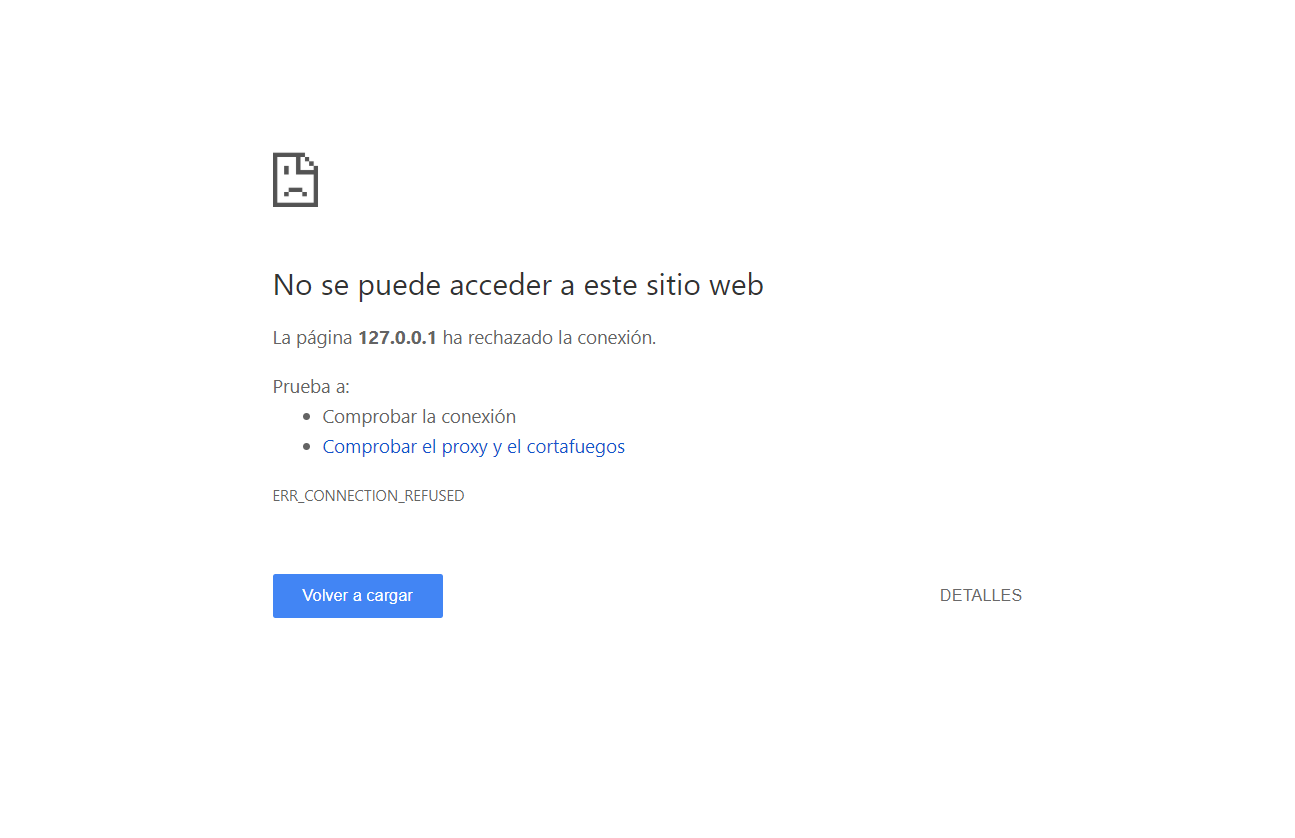 No se puede acceder a este sitio web
La página 127.0.0.1 ha rechazado la conexión.
Prueba a:
Comprobar la conexión
Comprobar el proxy y el cortafuegos
ERR_CONNECTION_REFUSED
Volver a cargar
DETALLES